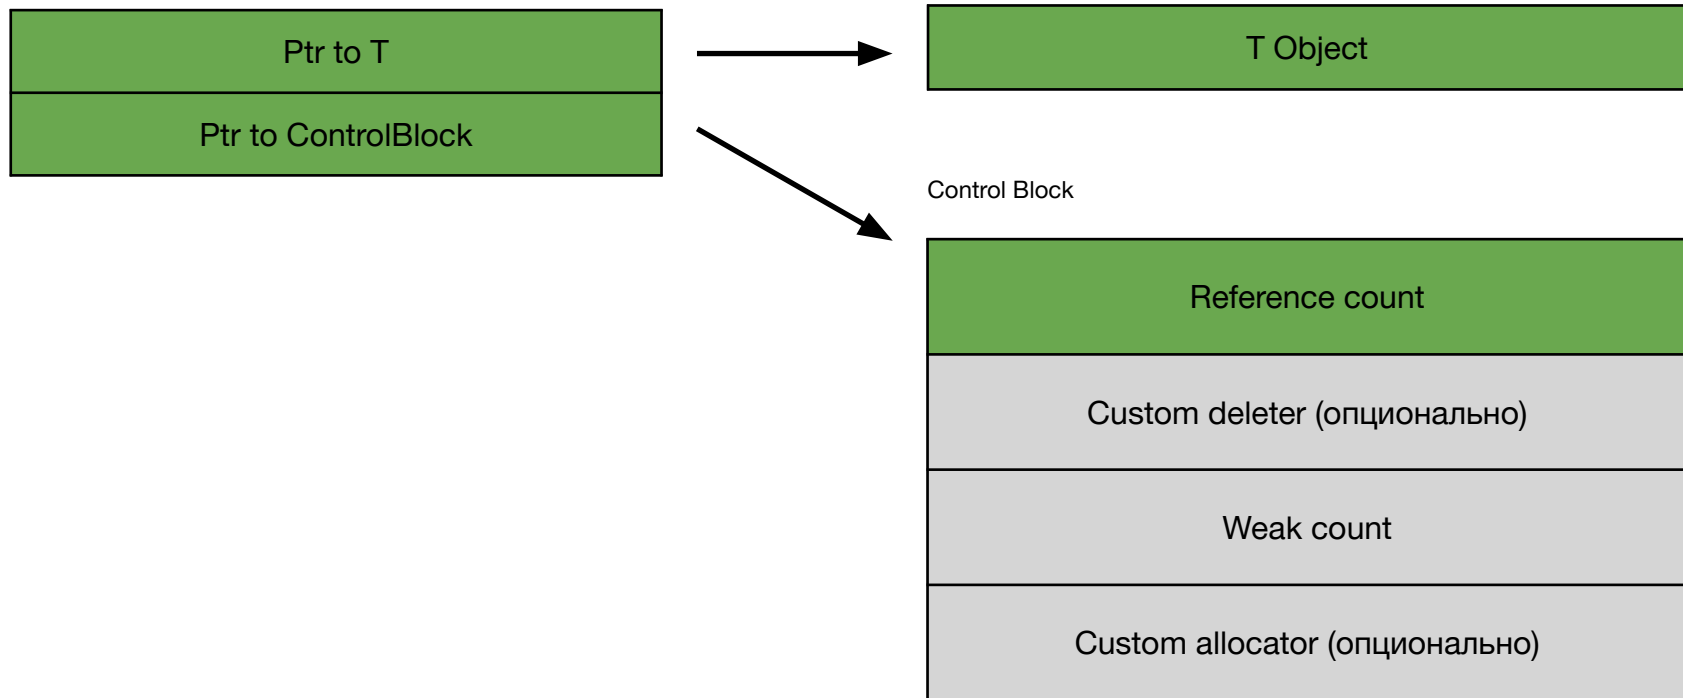 Ptr to T
Ptr to ControlBlock
T Object
Control Block
Reference count
Custom deleter (опционально)
Weak count
Custom allocator (опционально)